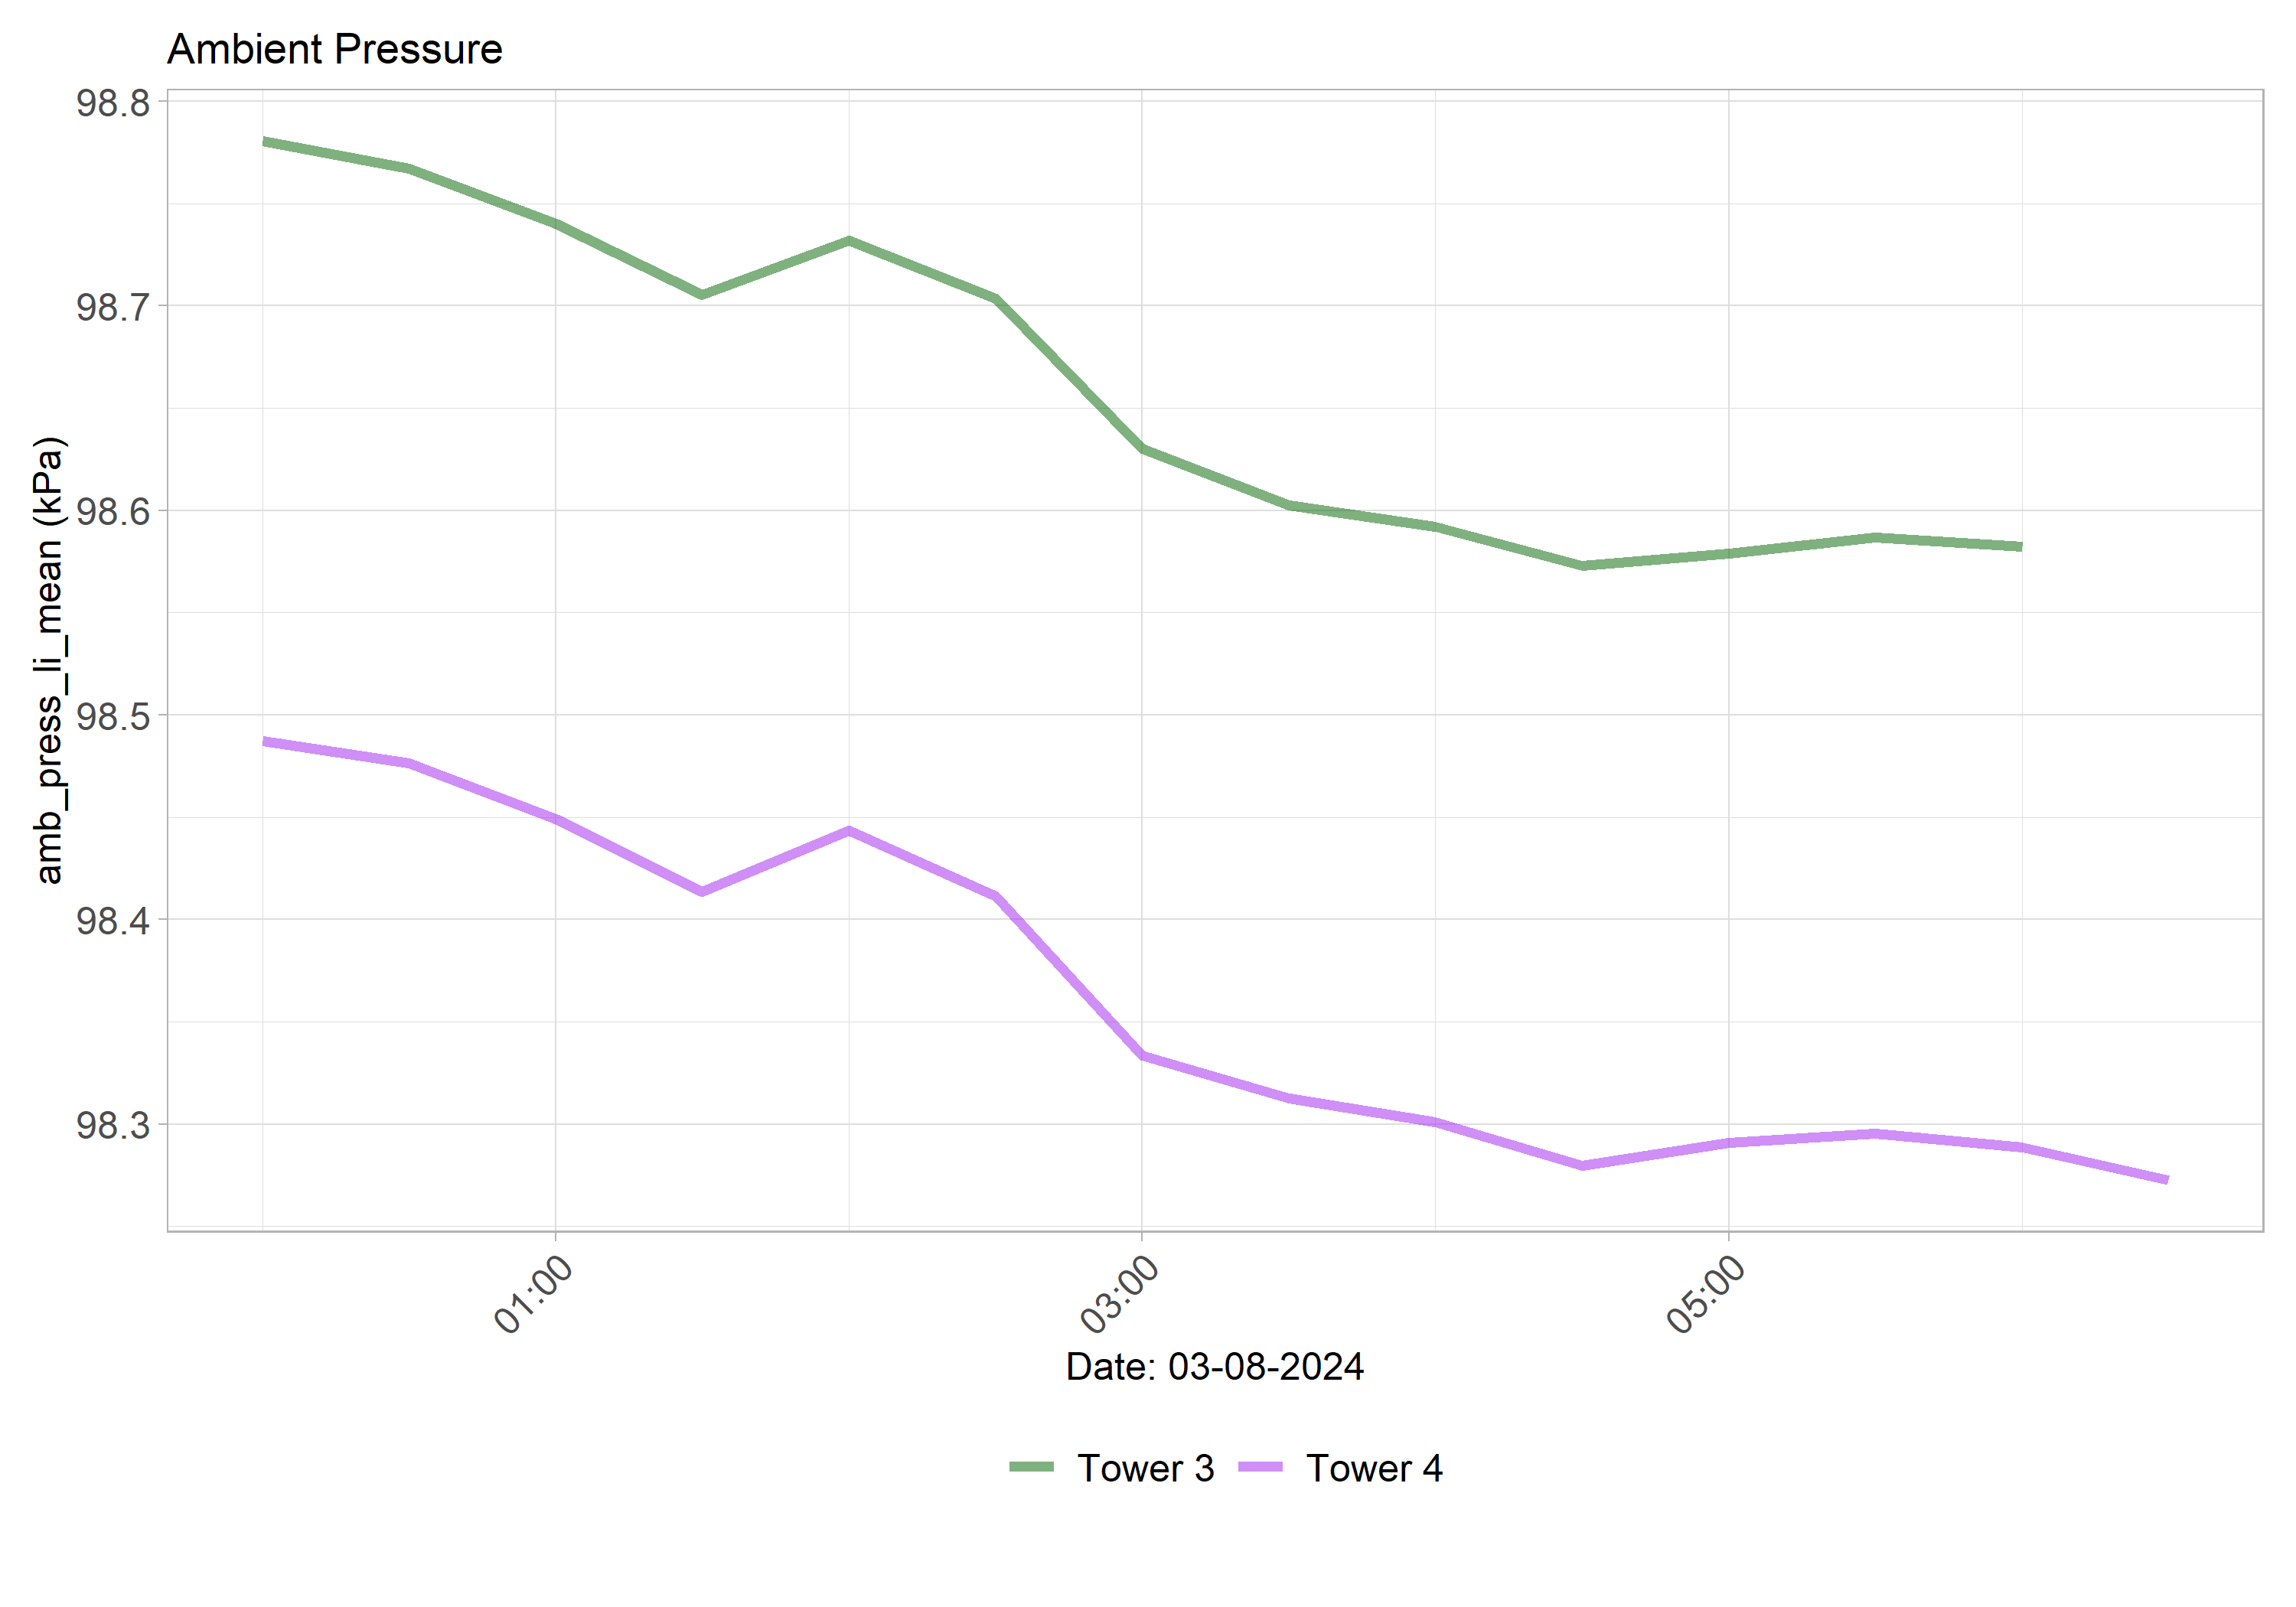 Ambient Pressure
amb_press_li_mean (kPa)
98.8
98.7
98.6
98.5
98.4
98.3
01:00
03:00
05:00
Date: 03-08-2024
Tower 3
Tower 4